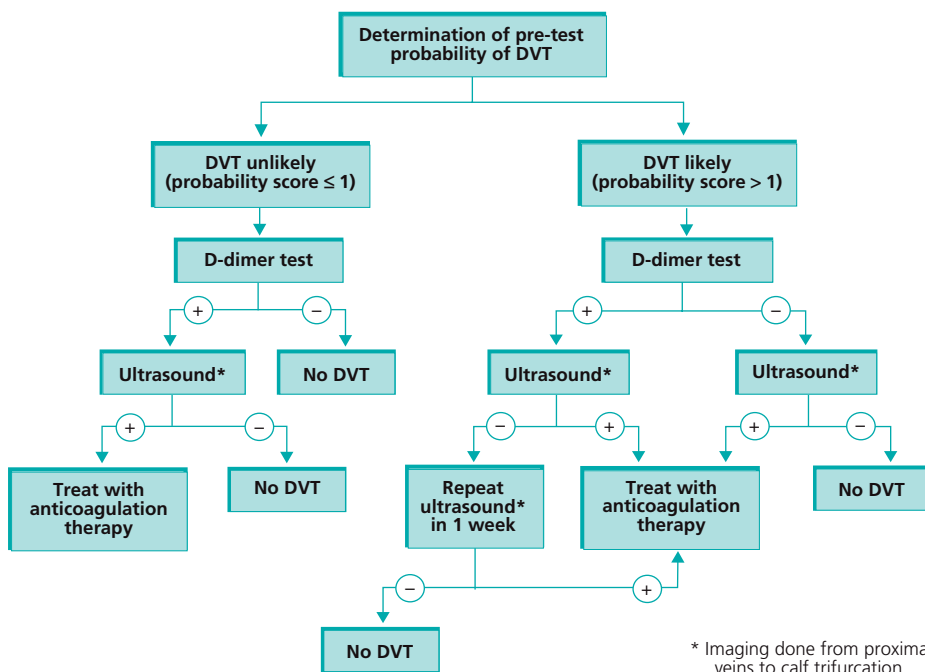 Determination of pre-test
probability of DVT
DVT unlikely
(probability score ≤ 1)
DVT likely
(probability score > 1)
D-dimer test
D-dimer test
+
−
+
−
Ultrasound*
No DVT
Ultrasound*
Ultrasound*
+
−
−
+
+
−
Treat with
anticoagulation
therapy
No DVT
Repeat
ultrasound*
in 1 week
Treat with
anticoagulation
therapy
No DVT
−
+
No DVT
* Imaging done from proxima
veins to calf trifurcation